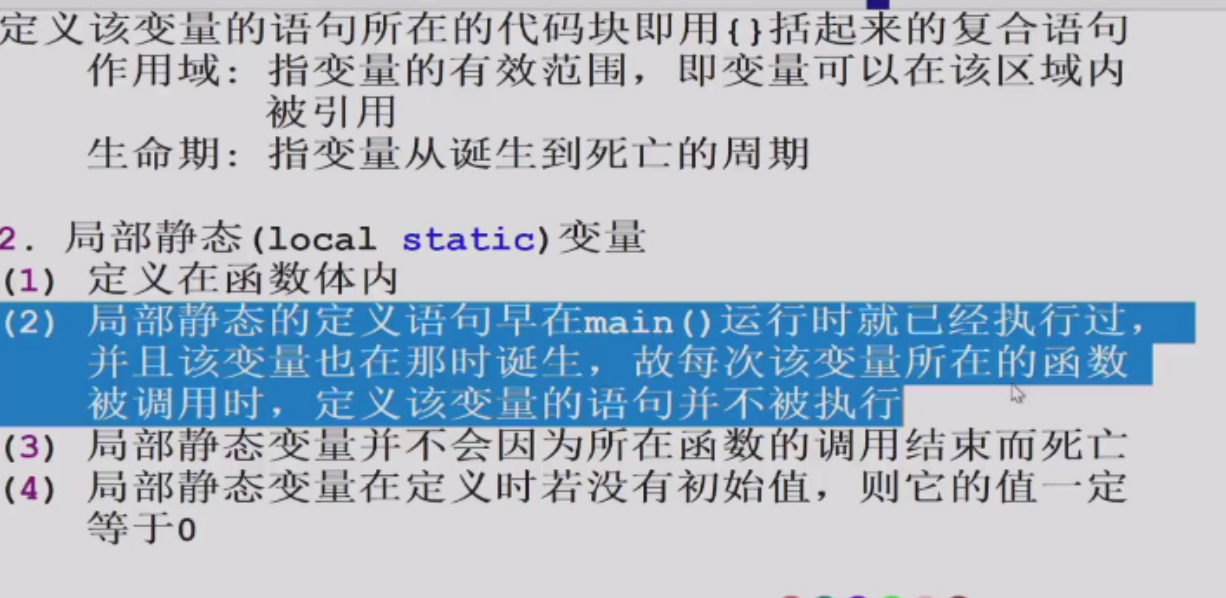 定义该变量的语句所在的代码块即用{}括起来的复合语句
作用域: 指变量的有效范围，即变量可以在该区域内
被引用
生命期: 指变量从诞生到死亡的周期
2. 局部静态(local static)变量
(1) 定义在函数体内
(2) 局部静态的定义语句早在main()运行时就已经执行过，
并且该变量也在那时诞生，故每次该变量所在的函数
被调用时，定义该变量的语句并不被执行
(3) 局部静态变量并不会因为所在函数的调用结束而死亡
(4) 局部静态变量在定义时若没有初始值，则它的值一定
等于0